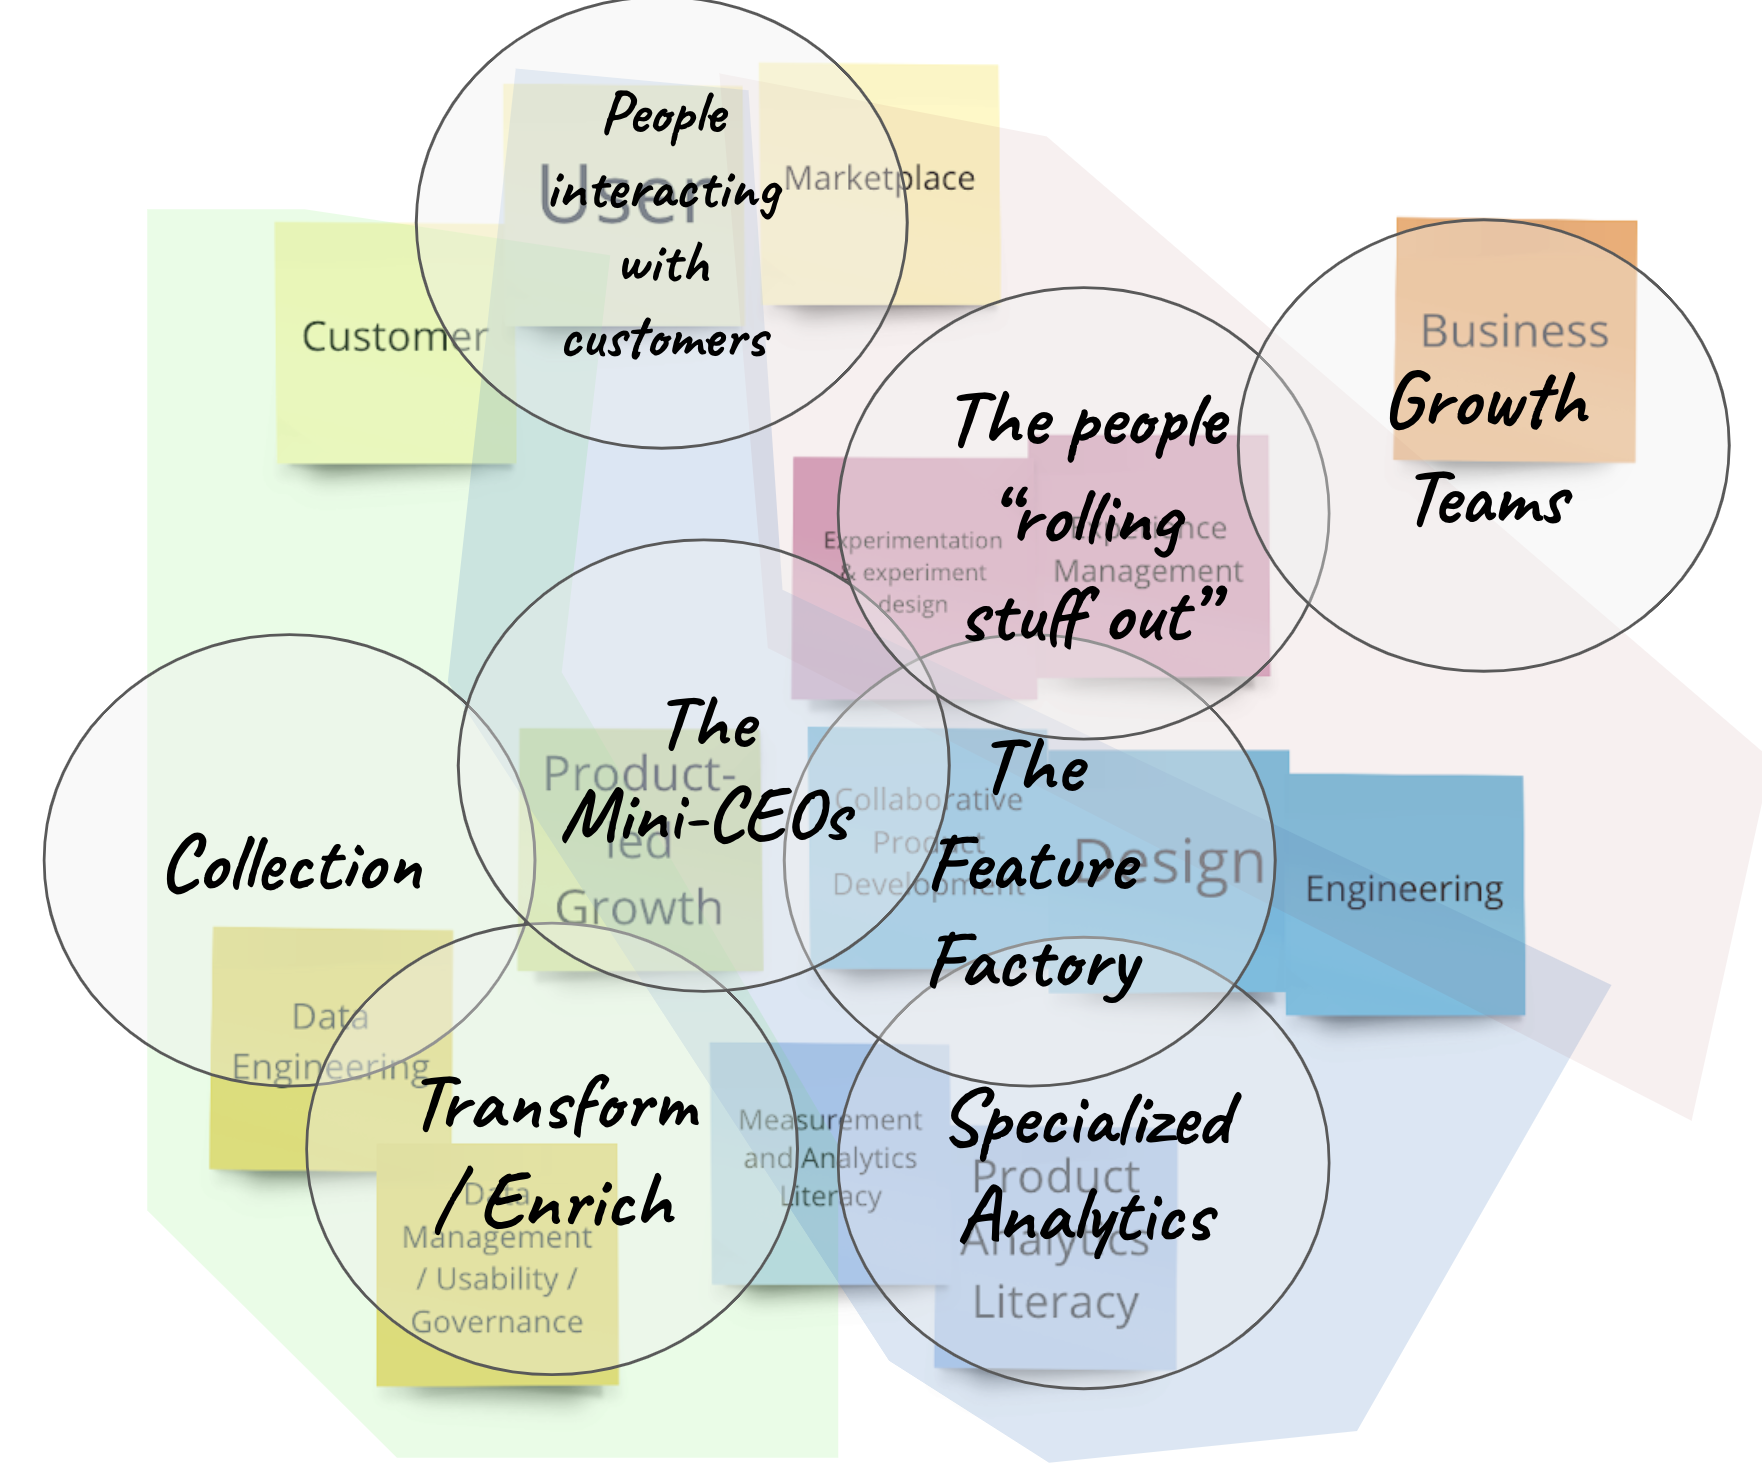 People
interacting
with
customers
User
Marketplace
Customer
Business
Growth
Teams
The people
“rolling
stuff out”
Experimentation
& experiment
design
Experience
Management
The
Mini-CEOs
Product-
led
Growth
Collaborative
Product
Development
The
Feature
Factory
Design
Engineering
Collection
Data
Engineering
Transform
/ Enrich
Data
Management
/ Usability /
Governance
Measurement
and Analytics
Literacy
Specialized
Analytics
Product
Analytics
Literacy